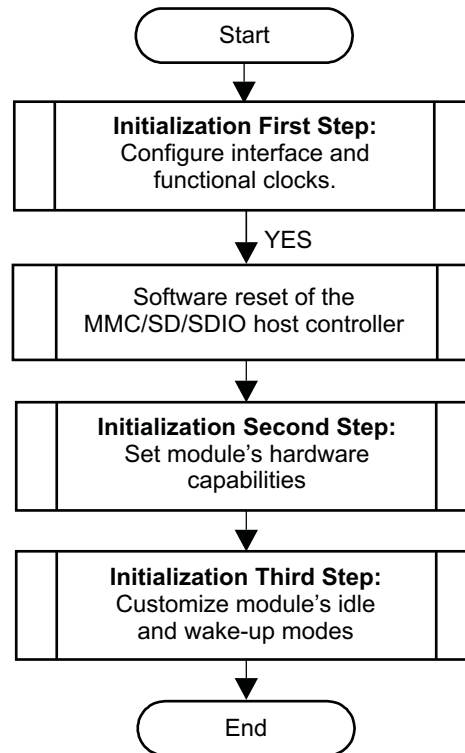 Start
Initialization First Step:
Configure interface and
functional clocks.
YES
Software reset of the
MMC/SD/SDIO host controller
Initialization Second Step:
Set module’s hardware
capabilities
Initialization Third Step:
Customize module’s idle
and wake-up modes
End